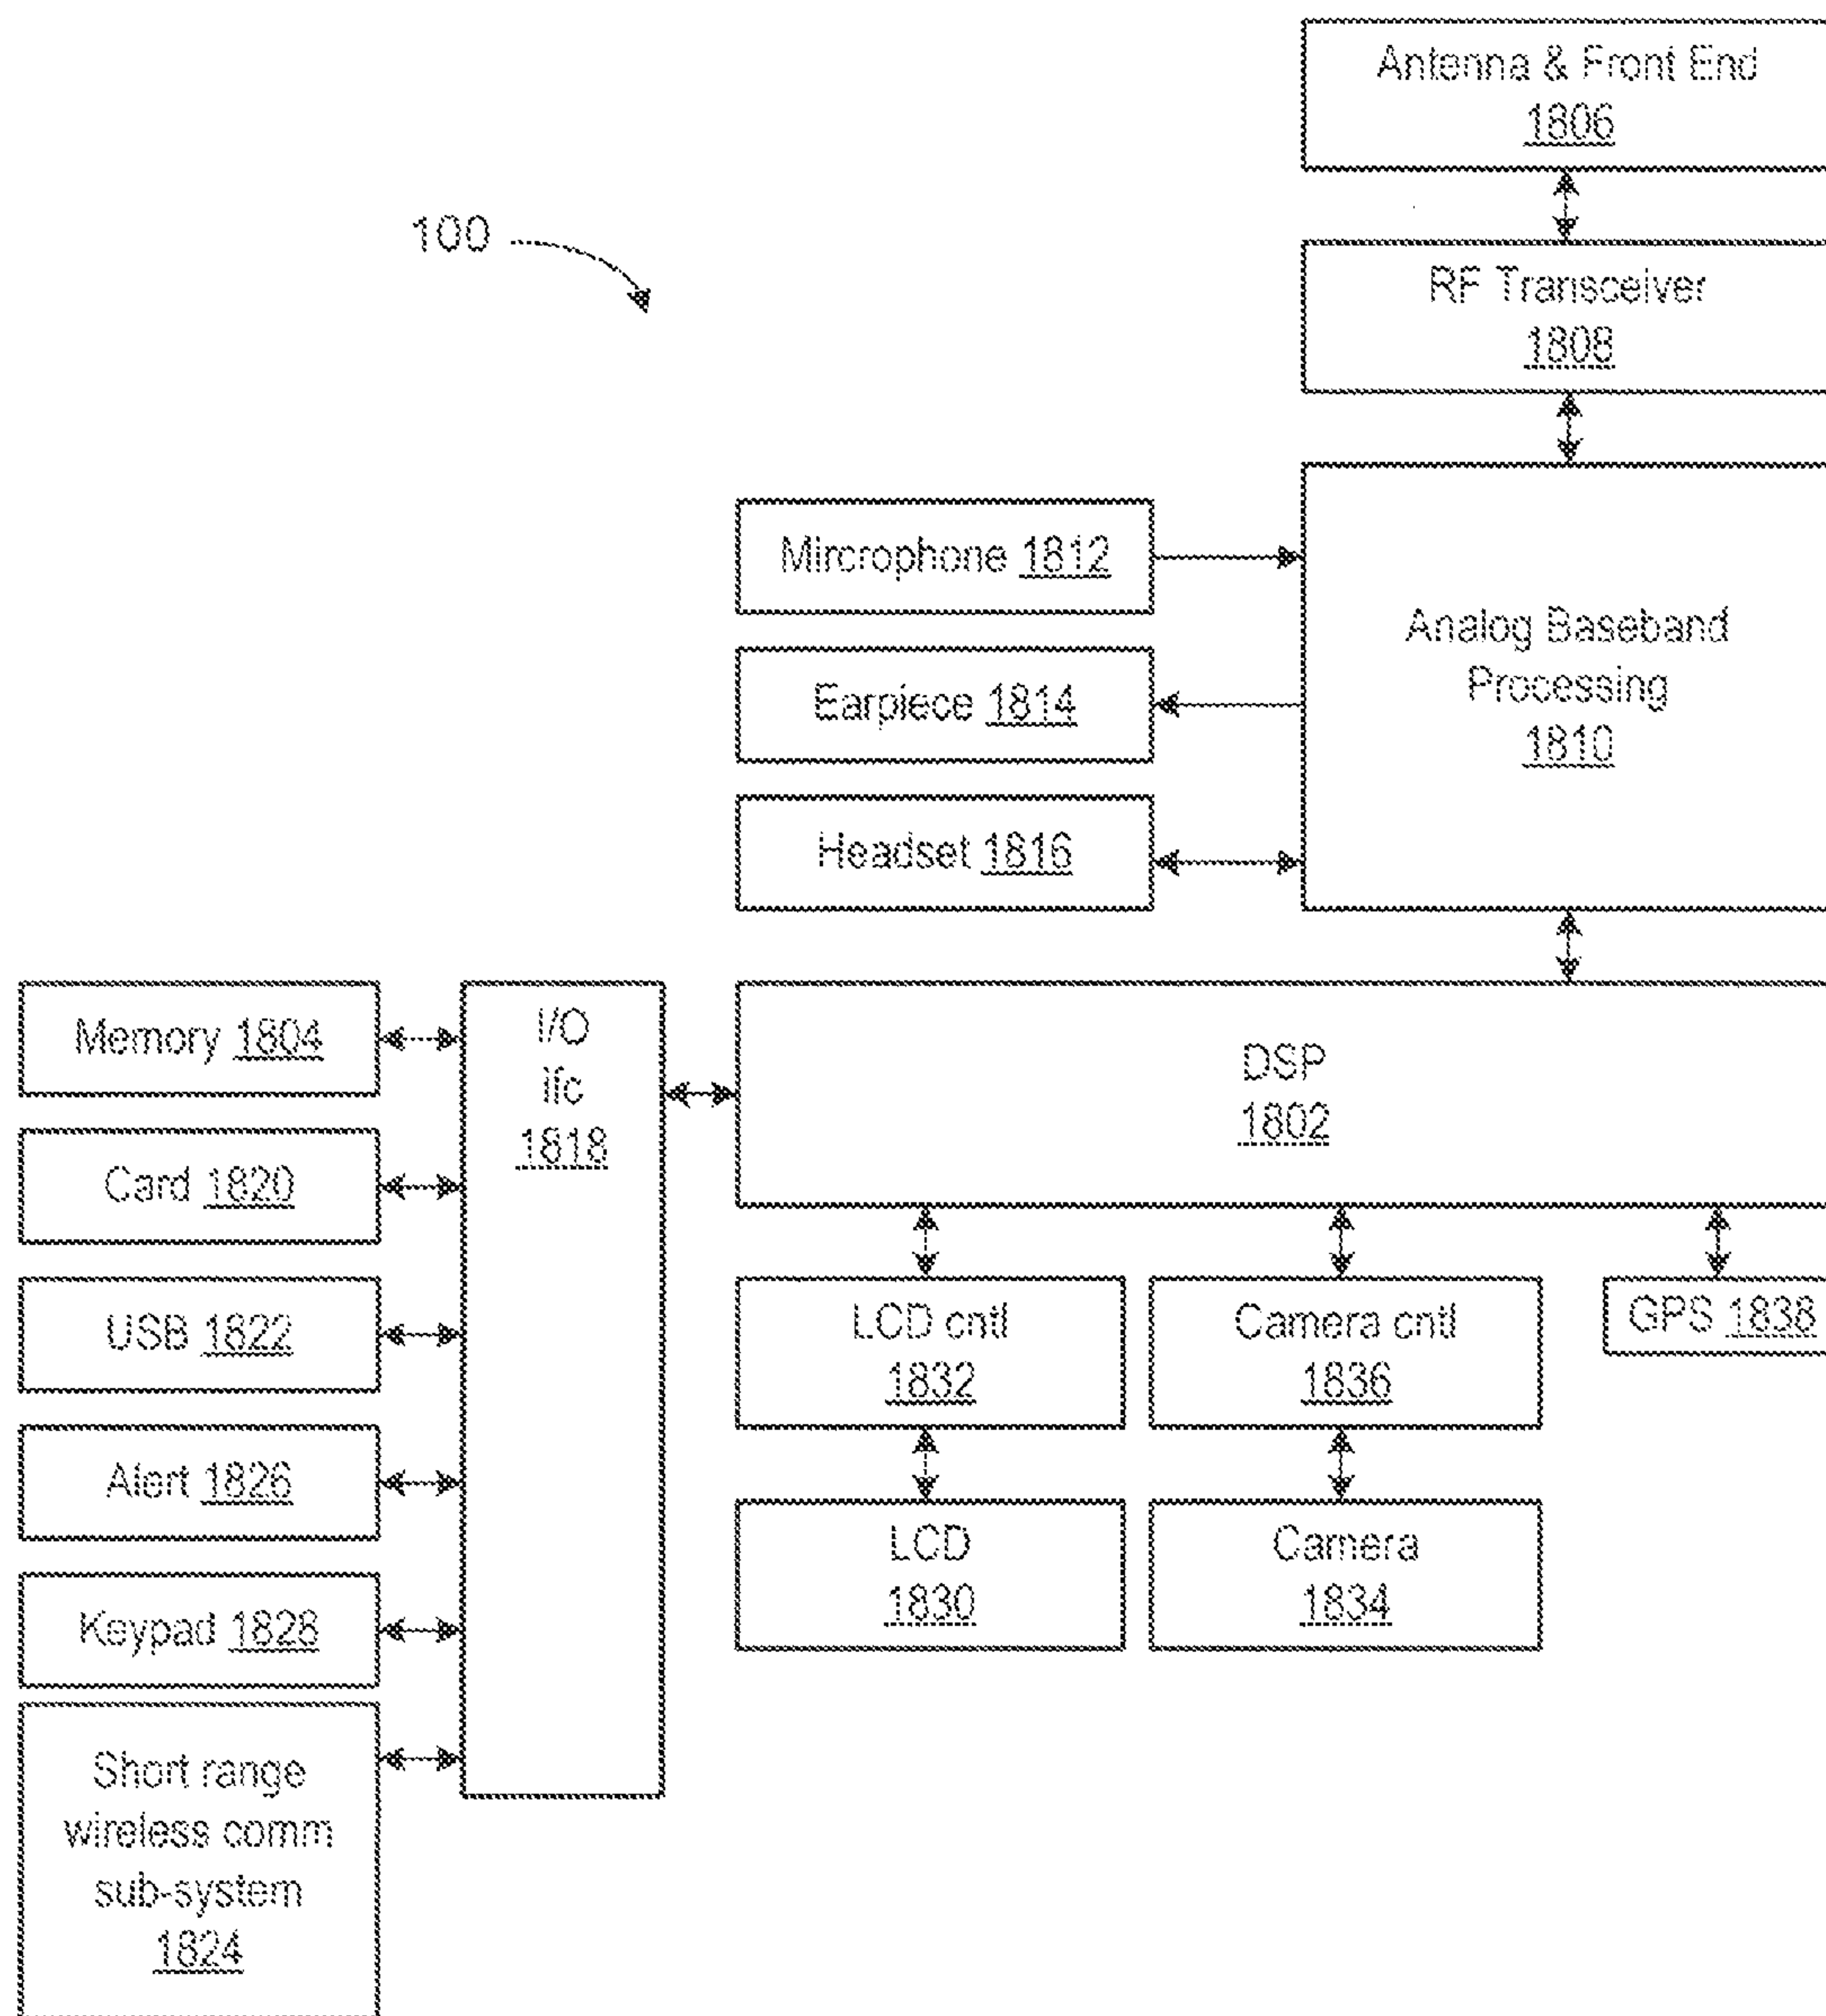 Antenna & Front End
1806
100
RF Transceiver
1808
Mircrophone 1812
Earpiece 1814
Headset 1816
Analog Baseband
Processing
1810
Memory 1804
Card 1820
USB 1822
Alert 1826
Keypad 1828
Short range
wireless comm
sub-system
1824
I/O
Ifc
1818
DSP
1802
LCD cntl
1832
Camera cntl
1836
GPS 1838
LCD
1830
Camera
1834